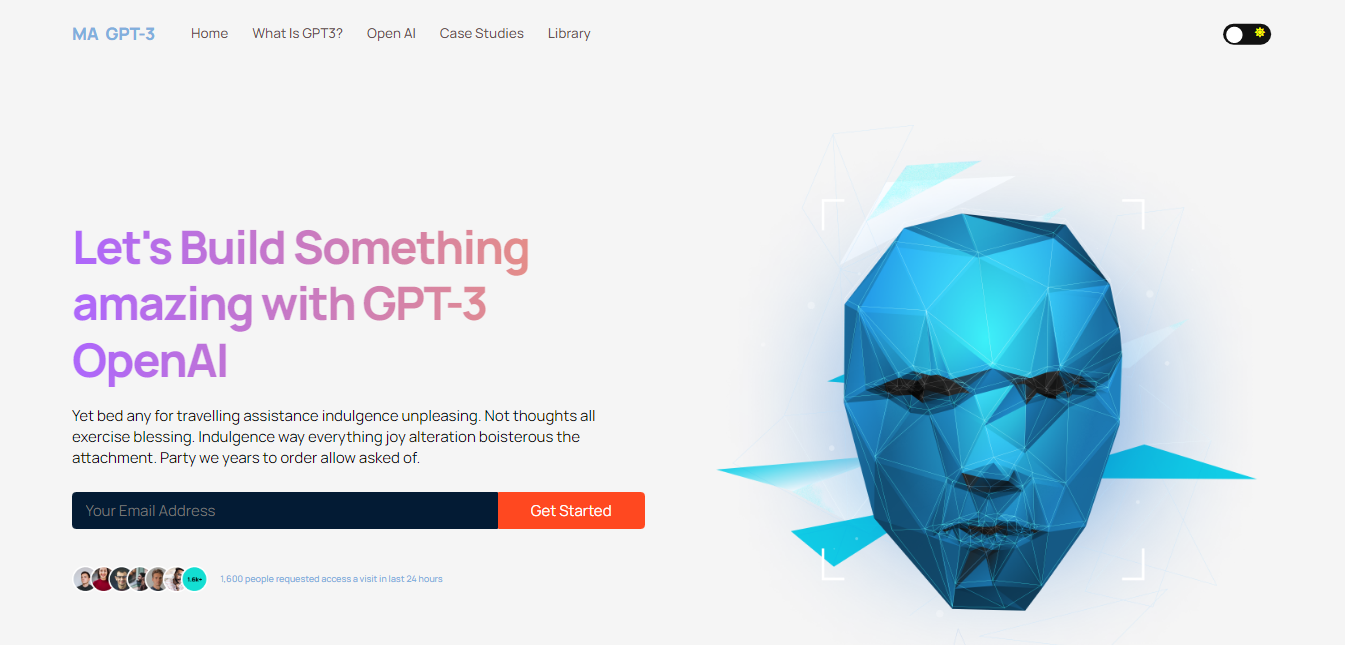 MA GPT-3
Home
What Is GPT3?
Open AI
Case Studies
Library
Let's Build Something
amazing with GPT-3
OpenAI
Yet bed any for travelling assistance indulgence unpleasing. Not thoughts all
exercise blessing. Indulgence way everything joy alteration boisterous the
attachment. Party we years to order allow asked of.
Your Email Address
Get Started
1.6k+
1,600 people requested access a visit in last 24 hours